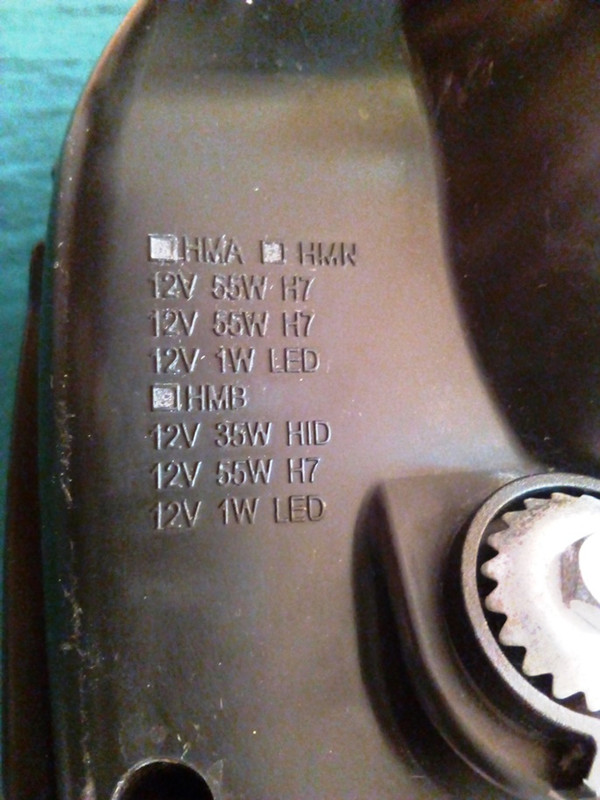 HMA HMN
12V 55W H7
12V 55W H7
12V 1W LED
HMB
12V 35W HID
12V 55W H7
12V 1W LED